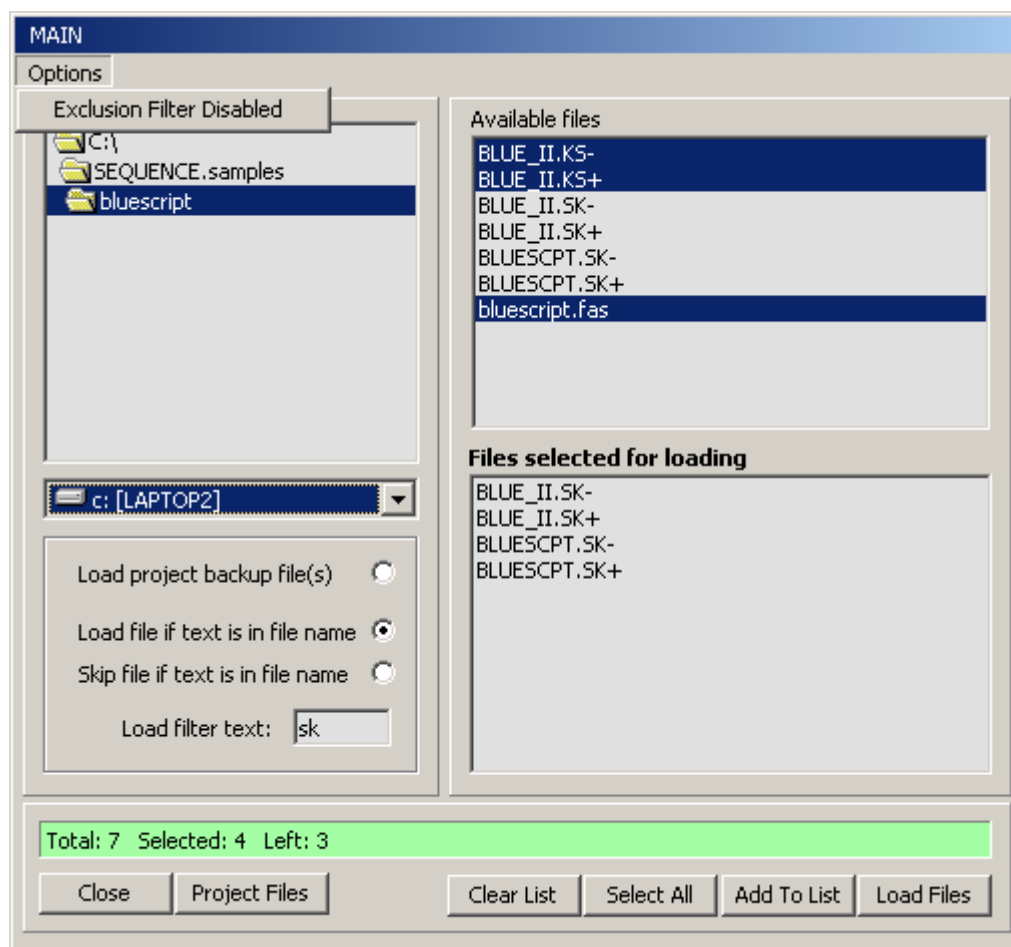 MAIN
Options
Exclusion Filter Disabled
C:\
SEQUENCE.samples
bluescript
c: [LAPTOP2]
Load project backup file(s)
Load file if text is in file name
Skip file if text is in file name
Load filter text: sk
Available files
BLUE_II.KS-
BLUE_II.KS+
BLUE_II.SK-
BLUE_II.SK+
BLUESCPT.SK-
BLUESCPT.SK+
bluescript.fas
Files selected for loading
BLUE_II.SK-
BLUE_II.SK+
BLUESCPT.SK-
BLUESCPT.SK+
Total: 7 Selected: 4 Left: 3
Close Project Files Clear List Select All Add To List Load Files